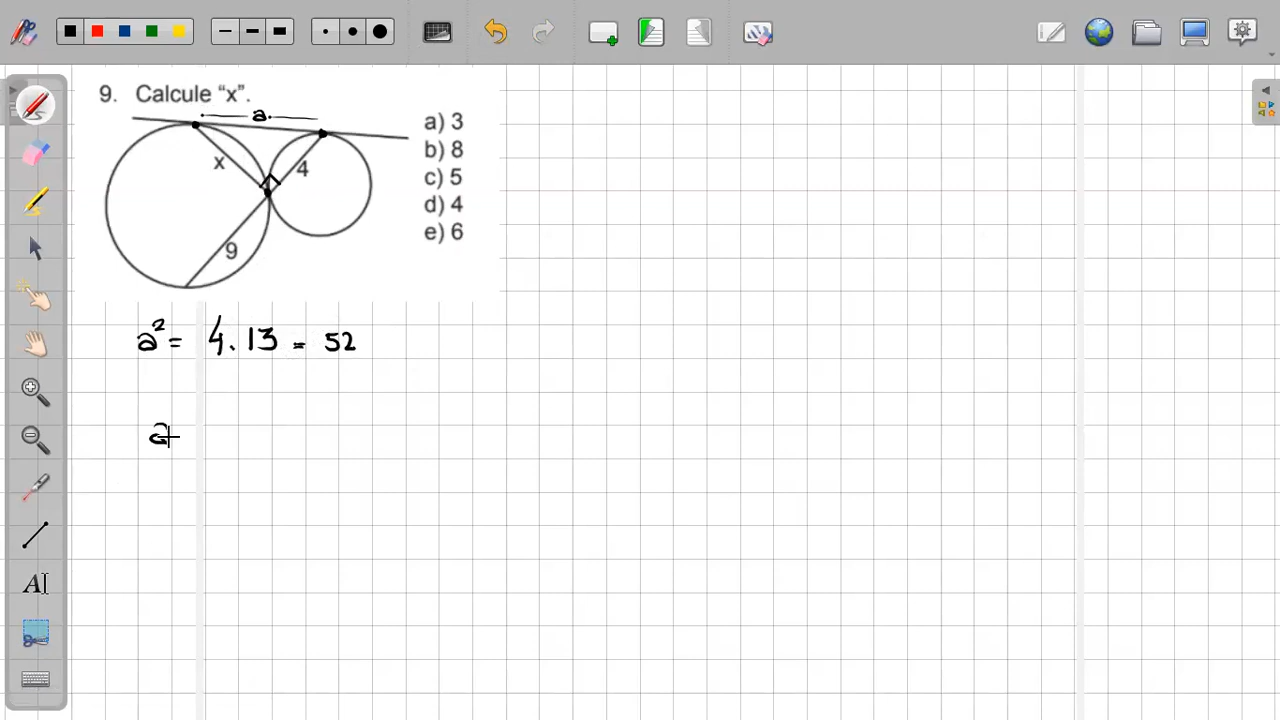 9. Calcule “x”.
a
a) 3
b) 8
c) 5
d) 4
e) 6
x
4
9
a² = 4.13 = 52
a